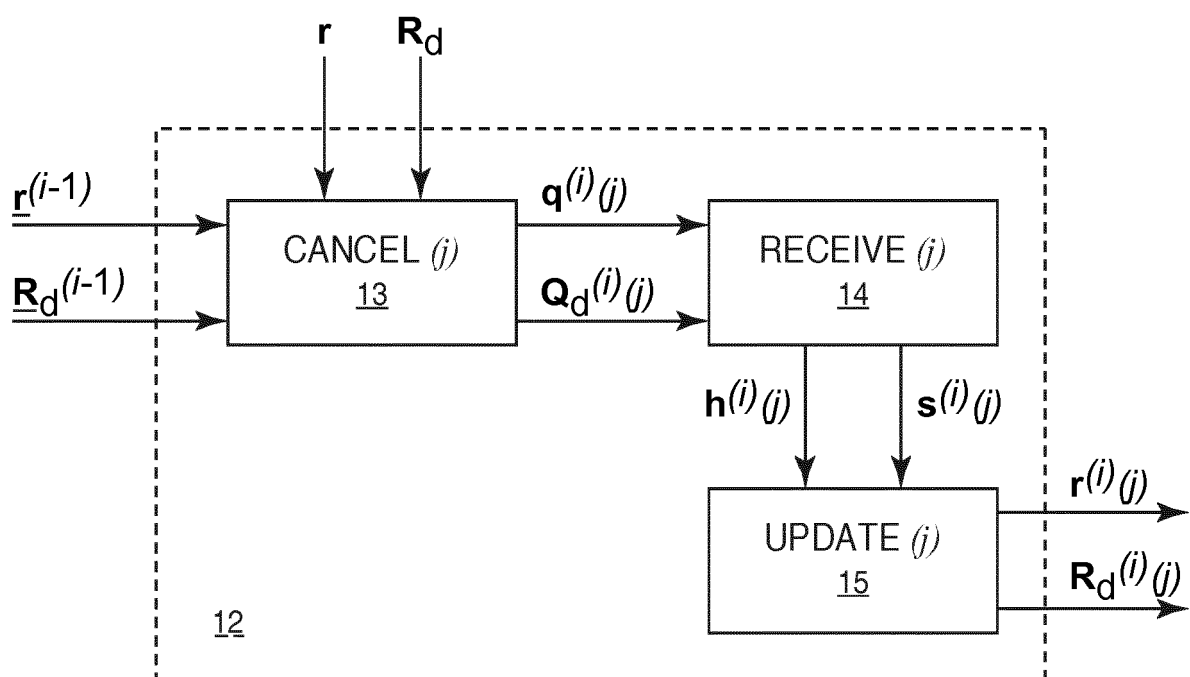 r
R_d
r^(i-1)
R_d^(i-1)
CANCEL (j)
13
q^(i)(j)
Q_d^(i)(j)
RECEIVE (j)
14
h^(i)(j)
s^(i)(j)
UPDATE (j)
15
r^(i)(j)
R_d^(i)(j)
12